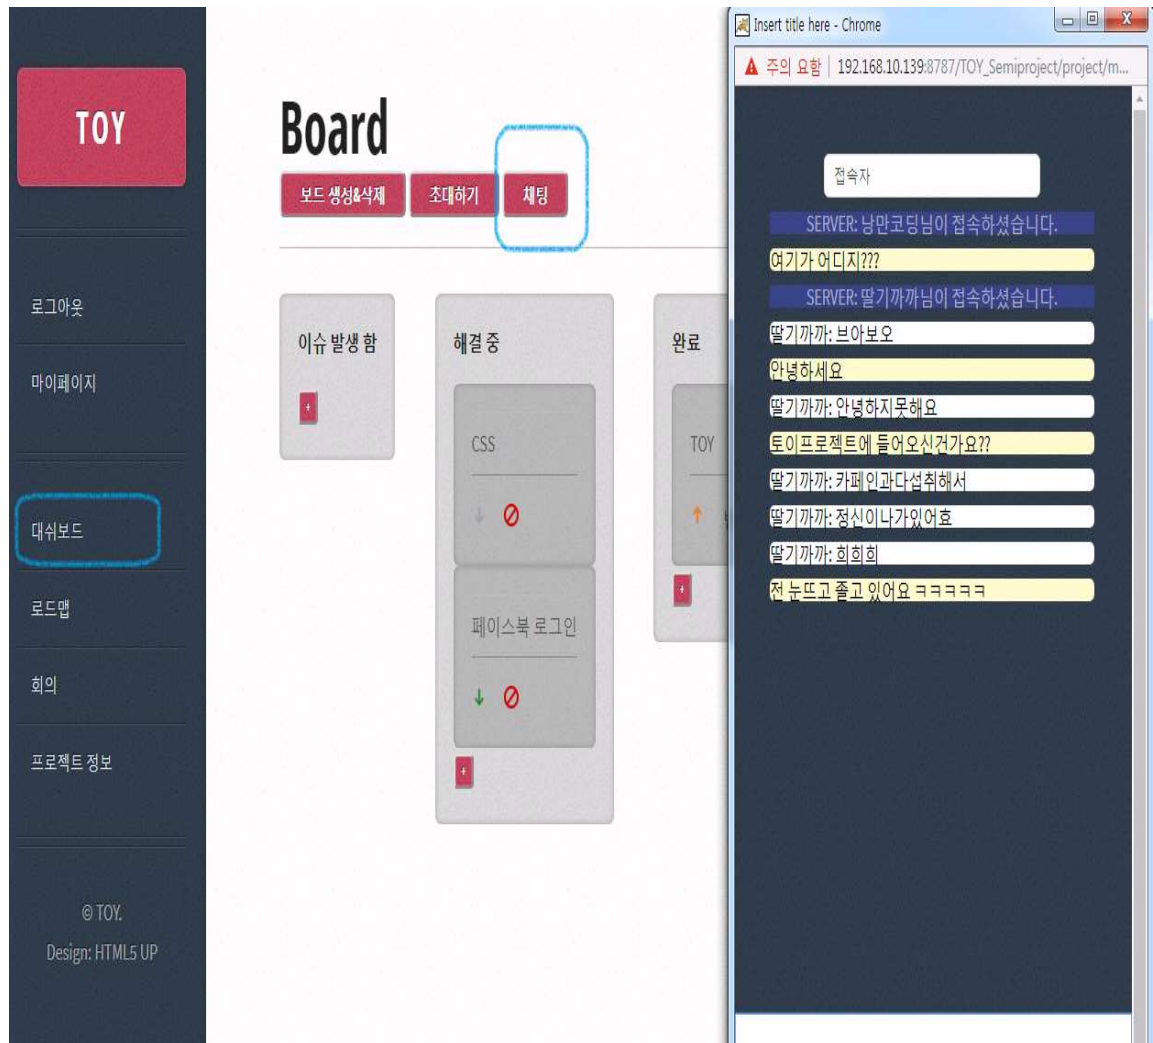 TOY
로그아웃
마이페이지
대쉬보드
로드맵
회의
프로젝트 정보
© TOY.
Design: HTML5 UP
Board
보드 생성&삭제
초대하기
채팅
이슈 발생 함
+
해결 중
CSS
페이스북 로그인
+
완료
TOY
+
Insert title here - Chrome
주의 요함 | 192.168.10.139:8787/TOY_Semiproject/project/m...
접속자
SERVER: 낭만코딩님이 접속하셨습니다.
여기가 어디지???
SERVER: 딸기까까님이 접속하셨습니다.
딸기까까: 브아보오
안녕하세요
딸기까까: 안녕하지못해요
토이프로젝트에 들어오신건가요??
딸기까까: 카페인과다섭취해서
딸기까까: 정신이나가있어효
딸기까까: 희희희
전 눈뜨고 졸고 있어요 ㅋㅋㅋㅋㅋ